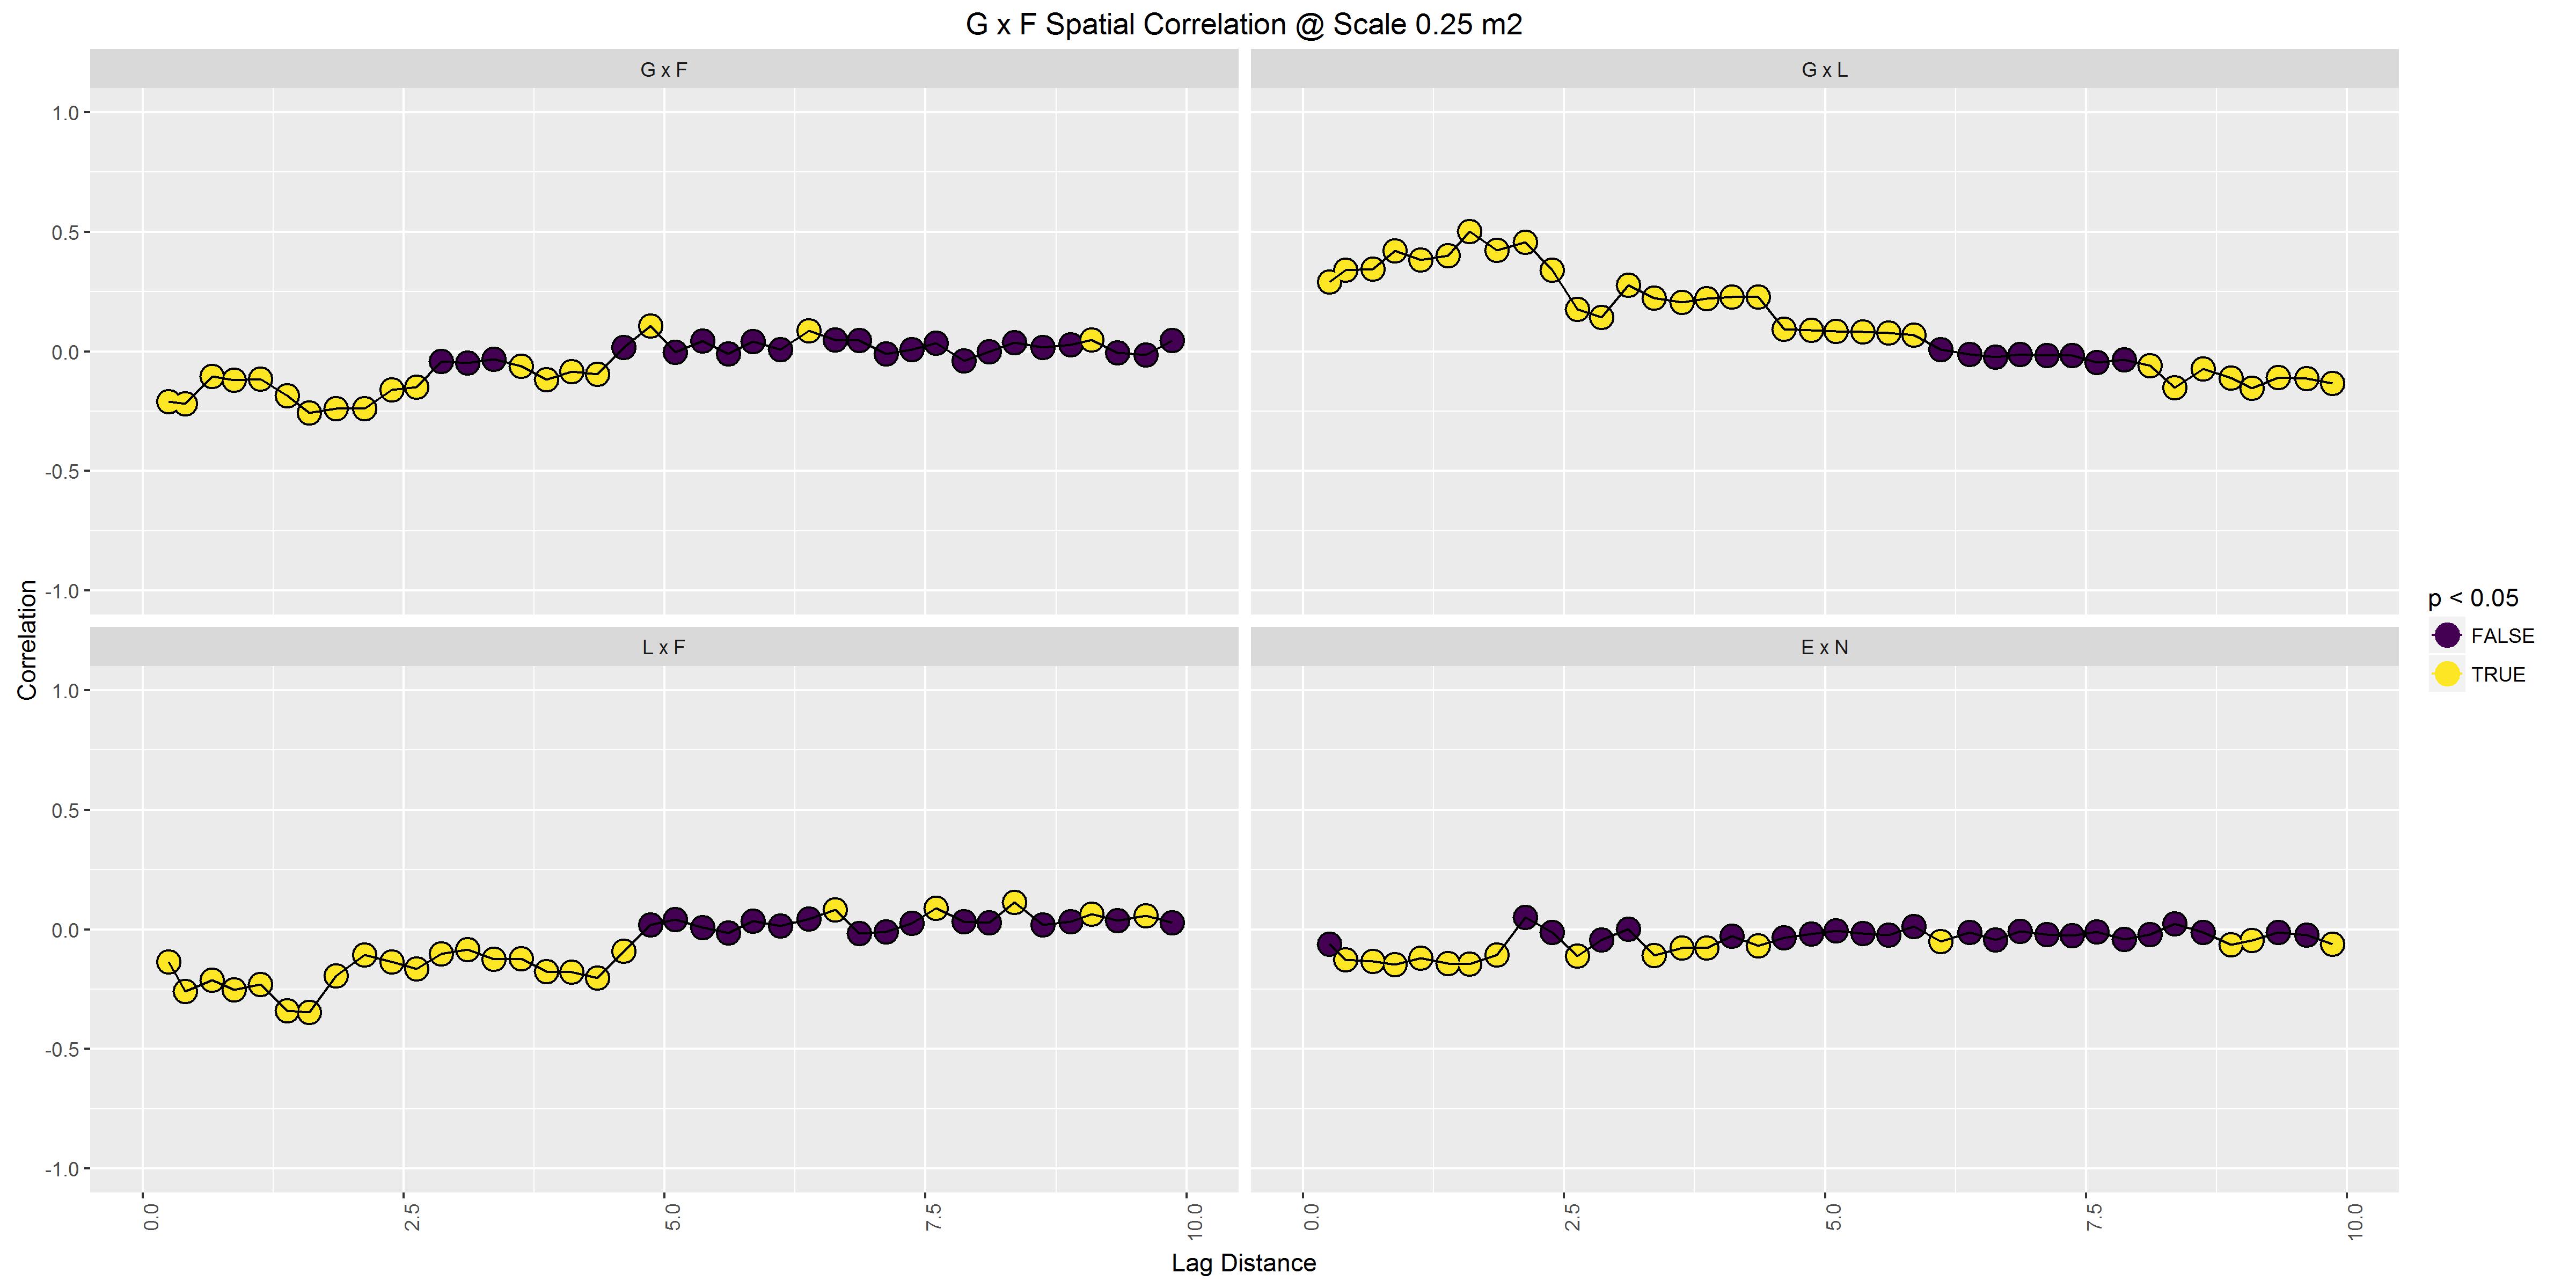 G x F Spatial Correlation @ Scale 0.25 m2
G x F
G x L
1.0
0.5
0.0
-0.5
-1.0
L x F
E x N
1.0
0.5
0.0
-0.5
-1.0
Correlation
0.0
2.5
5.0
7.5
10.0
0.0
2.5
5.0
7.5
10.0
Lag Distance
p < 0.05
FALSE
TRUE